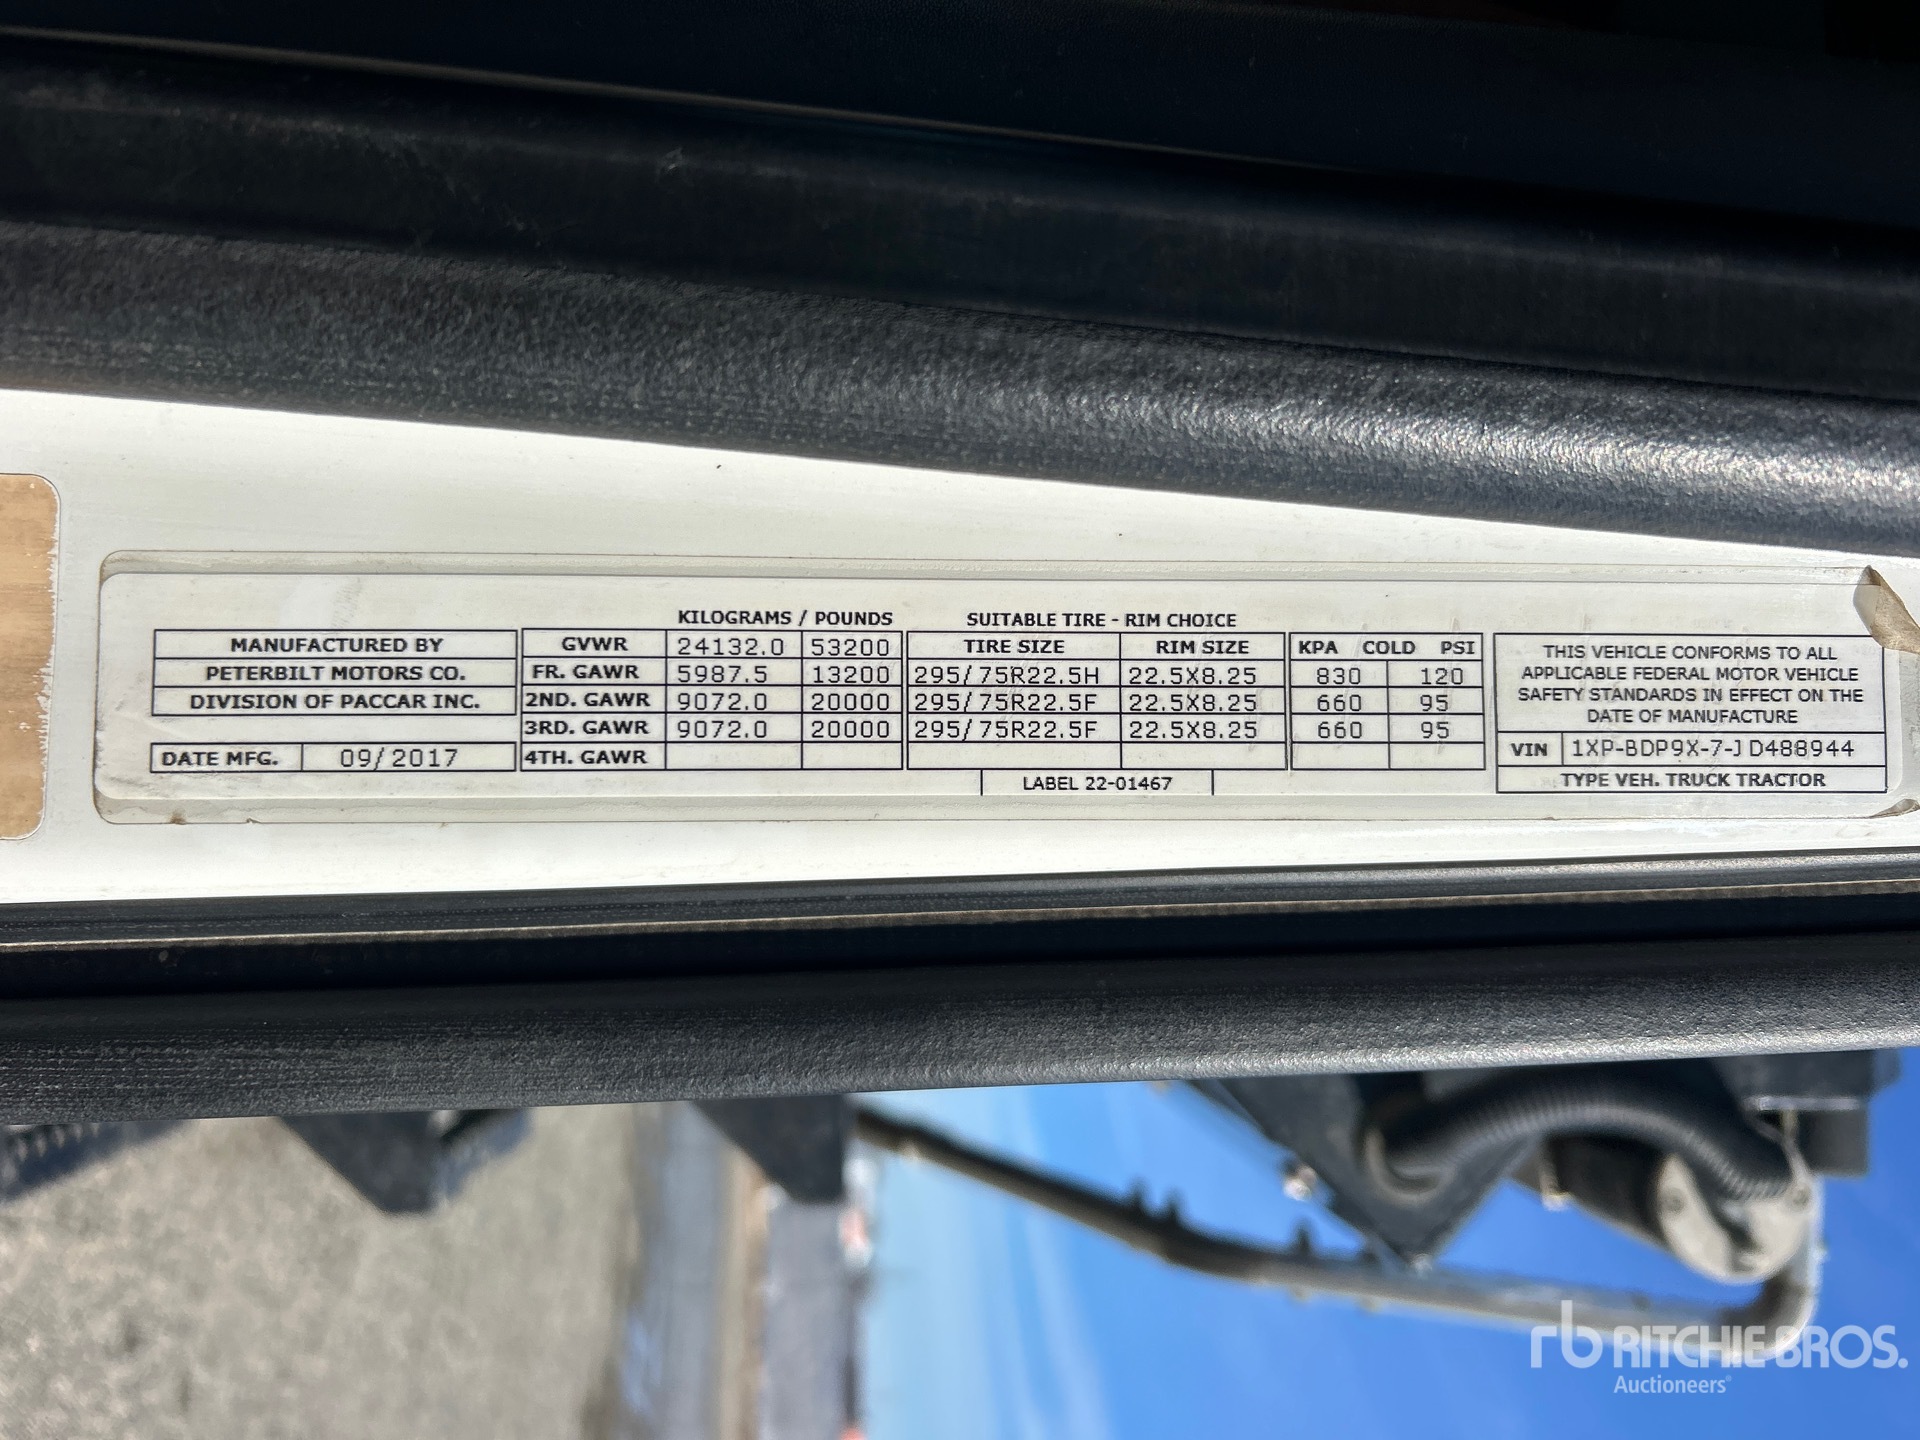 KILOGRAMS / POUNDS SUITABLE TIRE - RIM CHOICE
MANUFACTURED BY GVWR 24132.0 53200 TIRE SIZE RIM SIZE KPA COLD PSI
PETERBILT MOTORS CO. FR. GAWR 5987.5 13200 295/75R22.5H 22.5X8.25 830 120
DIVISION OF PACCAR INC. 2ND. GAWR 9072.0 20000 295/75R22.5F 22.5X8.25 660 95
3RD. GAWR 9072.0 20000 295/75R22.5F 22.5X8.25 660 95
DATE MFG. 09/2017 4TH. GAWR
LABEL 22-01467
THIS VEHICLE CONFORMS TO ALL
APPLICABLE FEDERAL MOTOR VEHICLE
SAFETY STANDARDS IN EFFECT ON THE
DATE OF MANUFACTURE
VIN 1XP-BDP9X-7-JD488944
TYPE VEH. TRUCK TRACTOR
rb RITCHIE BROS.
Auctioneers